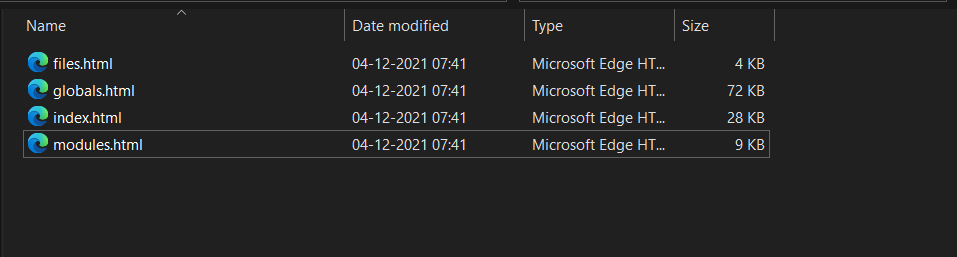 Name Date modified Type Size
files.html 04-12-2021 07:41 Microsoft Edge HT... 4 KB
globals.html 04-12-2021 07:41 Microsoft Edge HT... 72 KB
index.html 04-12-2021 07:41 Microsoft Edge HT... 28 KB
modules.html 04-12-2021 07:41 Microsoft Edge HT... 9 KB